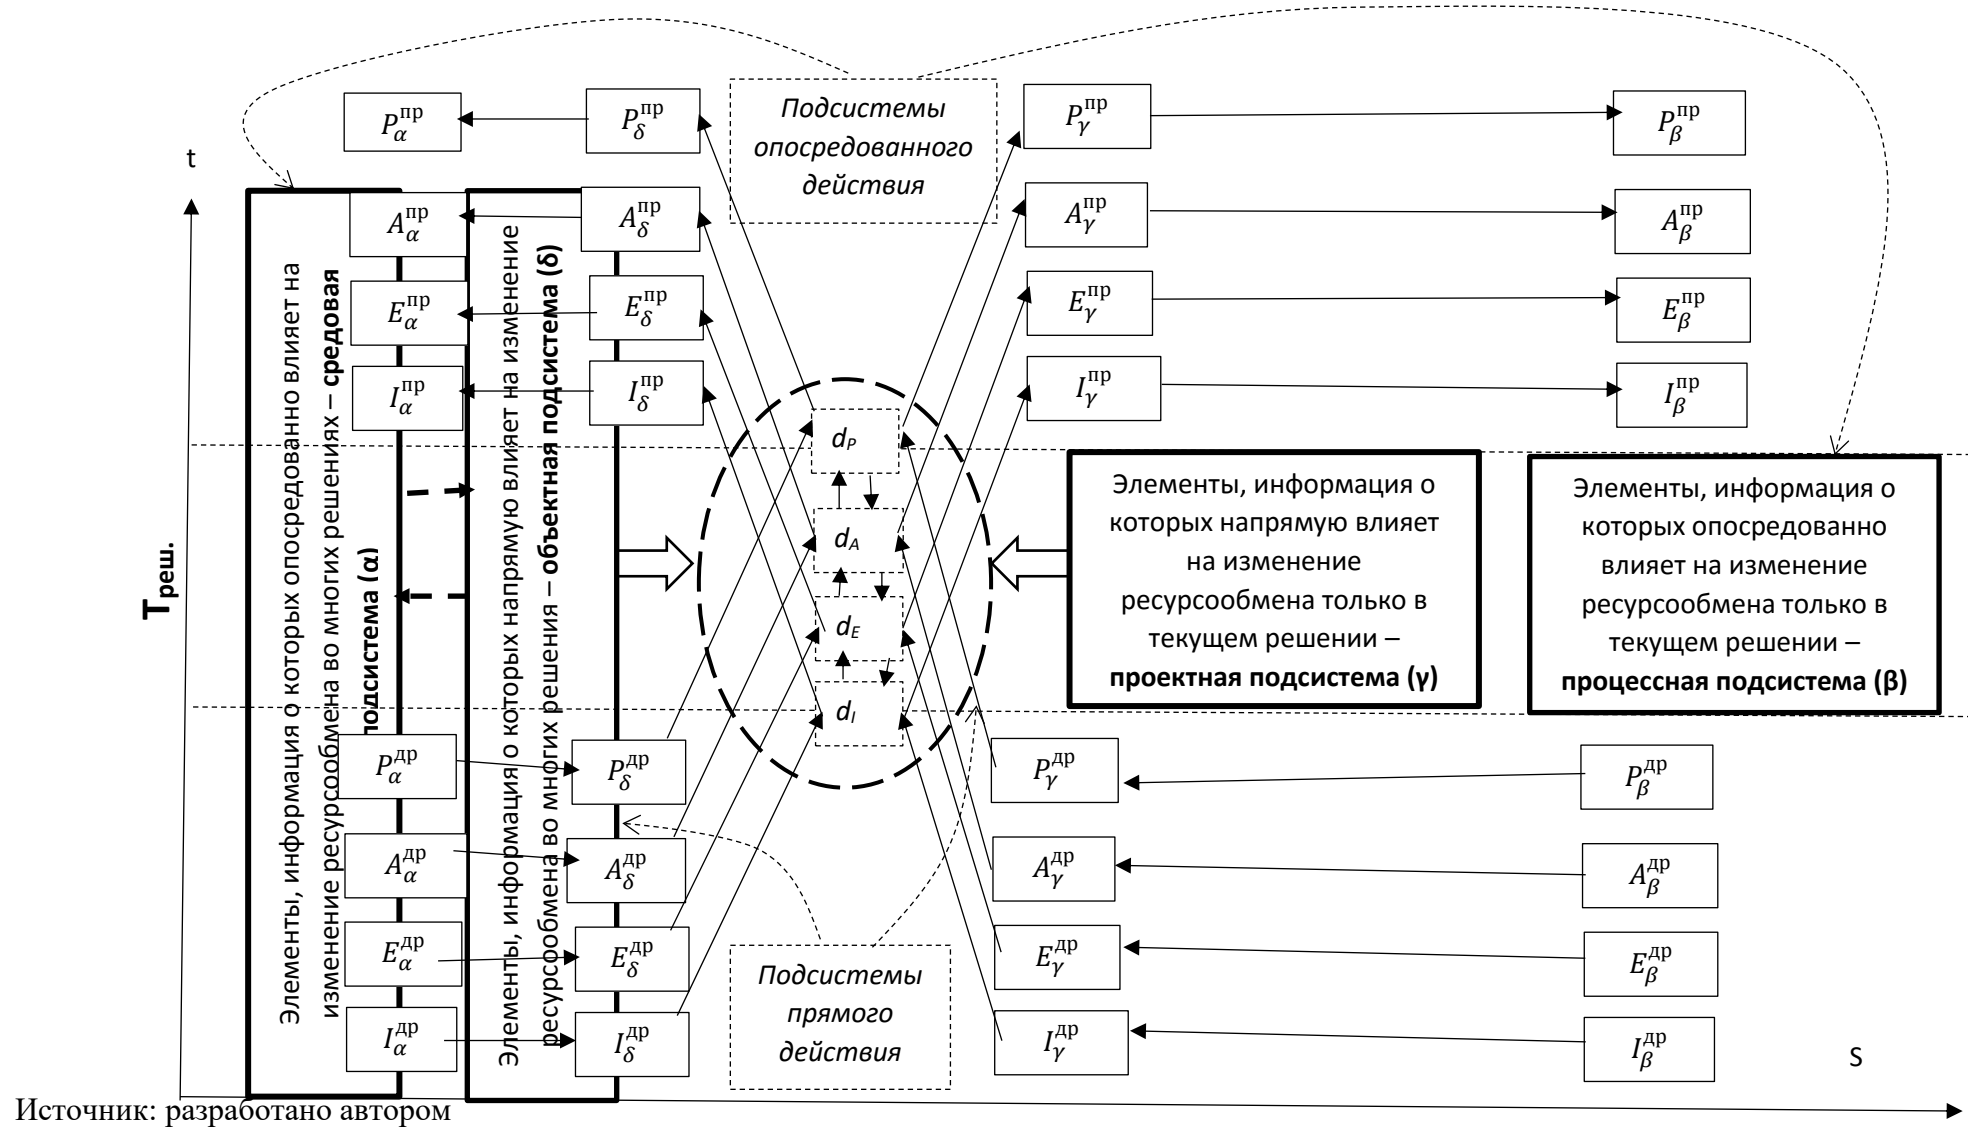 P_α^пр
P_δ^пр
Подсистемы
опосредованного
действия
P_γ^пр
P_β^пр
t
A_α^пр
A_δ^пр
A_γ^пр
A_β^пр
E_α^пр
E_δ^пр
E_γ^пр
E_β^пр
I_α^пр
I_δ^пр
I_γ^пр
I_β^пр
Tреш.
Элементы, информация о которых опосредованно влияет на
изменение ресурсообмена во многих решениях – средовая
подсистема (α)
Элементы, информация о которых напрямую влияет на изменение
ресурсообмена во многих решения – объектная подсистема (δ)
d_P
d_A
d_E
d_I
Элементы, информация о
которых напрямую влияет
на изменение
ресурсообмена только в
текущем решении –
проектная подсистема (γ)
Элементы, информация о
которых опосредованно
влияет на изменение
ресурсообмена только в
текущем решении –
процессная подсистема (β)
P_α^др
P_δ^др
P_γ^др
P_β^др
A_α^др
A_δ^др
A_γ^др
A_β^др
E_α^др
E_δ^др
E_γ^др
E_β^др
Подсистемы
прямого
действия
I_α^др
I_δ^др
I_γ^др
I_β^др
S
Источник: разработано автором